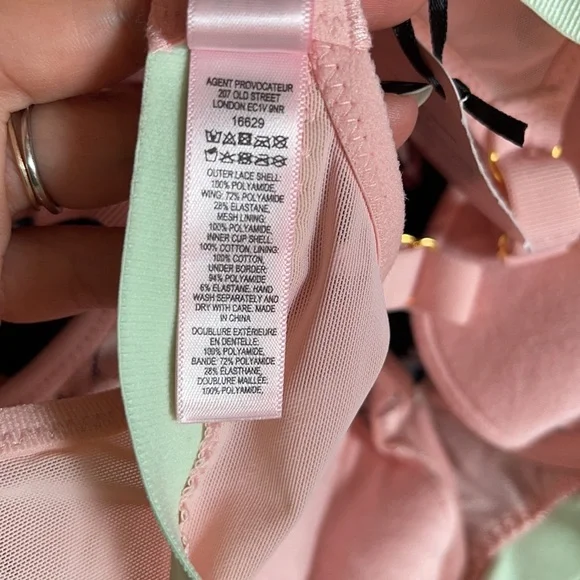 AGENT PROVOCATEUR
207 OLD STREET
LONDON EC1V 9NR
16629
OUTER LACE SHELL:
100% POLYAMIDE,
WING: 72% POLYAMIDE
28% ELASTANE,
MESH LINING:
100% POLYAMIDE,
INNER CUP SHELL:
100% COTTON, LINING:
100% COTTON,
UNDER BORDER:
94% POLYAMIDE
6% ELASTANE. HAND
WASH SEPARATELY AND
DRY WITH CARE. MADE
IN CHINA
DOUBLURE EXTÉRIEURE
EN DENTELLE:
100% POLYAMIDE,
BANDE: 72% POLYAMIDE
28% ÉLASTHANE,
DOUBLURE MAILLÉE:
100% POLYAMIDE,